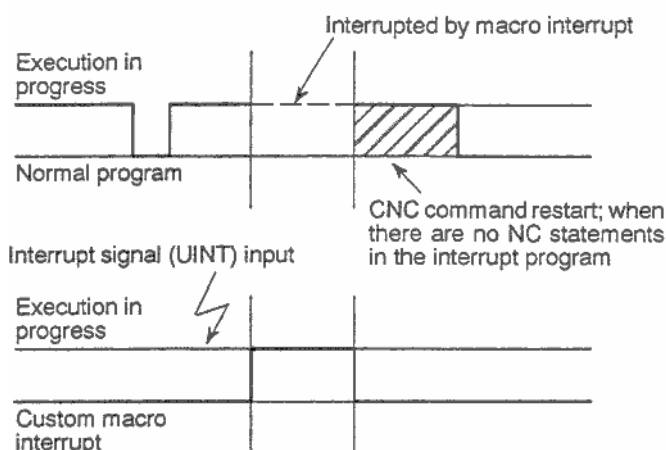 Interrupted by macro interrupt
Execution in
progress
Normal program
CNC command restart; when
there are no NC statements
in the interrupt program
Interrupt signal (UINT) input
Execution in
progress
Custom macro
interrupt